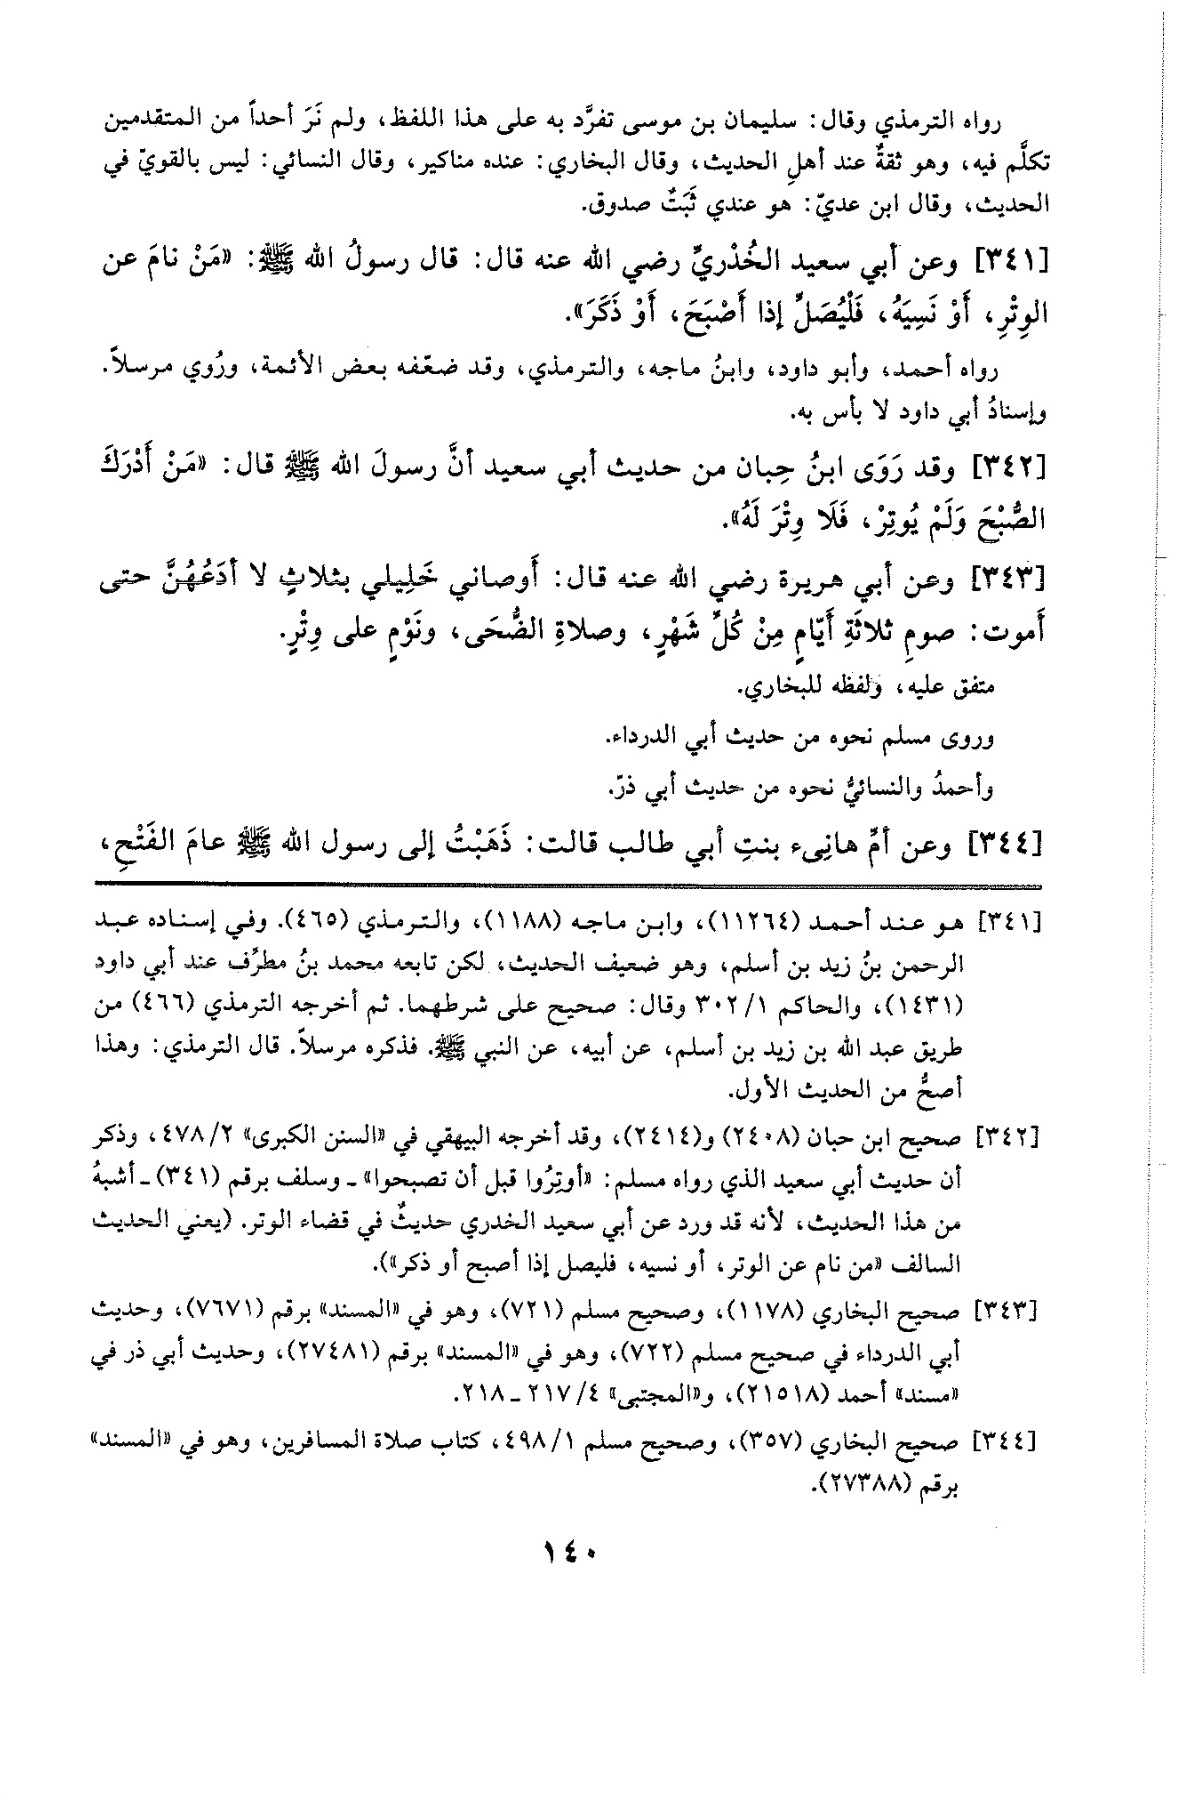 رواه الترمذي وقال: سليمان بن موسى تفرَّد به على هذا اللفظ، ولم نَرَ أحداً من المتقدمين
تكلَّم فيه، وهو ثقةٌ عند أهلِ الحديث، وقال البخاري: عنده مناكير، وقال النسائي: ليس بالقويّ في
الحديث، وقال ابن عديّ: هو عندي ثَبَتٌ صدوق.
[٣٤١] وعن أبي سعيد الخُدْريِّ رضي الله عنه قال: قال رسولُ الله ﷺ: «مَنْ نامَ عن
الوِتْرِ، أَوْ نَسِيَهُ، فَلْيُصَلِّ إذا أَصْبَحَ، أَوْ ذَكَرَ».
رواه أحمد، وأبو داود، وابنُ ماجه، والترمذي، وقد ضعّفه بعض الأئمة، ورُوي مرسلاً.
وإسنادُ أبي داود لا بأس به.
[٣٤٢] وقد رَوَى ابنُ حِبان من حديث أبي سعيد أنَّ رسولَ الله ﷺ قال: «مَنْ أَدْرَكَ
الصُّبْحَ وَلَمْ يُوتِرْ، فَلَا وِتْرَ لَهُ».
[٣٤٣] وعن أبي هريرة رضي الله عنه قال: أَوصاني خَلِيلي بثلاثٍ لا أدَعُهُنَّ حتى
أَموت: صومِ ثلاثَةِ أَيّامٍ مِنْ كُلِّ شَهْرٍ، وصلاةِ الضُّحَى، ونَوْمٍ على وِتْرٍ.
متفق عليه، ولفظه للبخاري.
وروى مسلم نحوه من حديث أبي الدرداء.
وأحمدُ والنسائيُّ نحوه من حديث أبي ذرّ.
[٣٤٤] وعن أمِّ هانِىء بنتِ أبي طالب قالت: ذَهَبْتُ إلى رسول الله ﷺ عامَ الفَتْحِ،
[٣٤١] هو عند أحمد (١١٢٦٤)، وابن ماجه (١١٨٨)، والترمذي (٤٦٥). وفي إسناده عبد
الرحمن بنُ زيد بن أسلم، وهو ضعيف الحديث، لكن تابعه محمد بنُ مطرِّف عند أبي داود
(١٤٣١)، والحاكم ٣٠٢/١ وقال: صحيح على شرطهما. ثم أخرجه الترمذي (٤٦٦) من
طريق عبد الله بن زيد بن أسلم، عن أبيه، عن النبي ﷺ. فذكره مرسلاً. قال الترمذي: وهذا
أصحُّ من الحديث الأول.
[٣٤٢] صحيح ابن حبان (٢٤٠٨) و(٢٤١٤)، وقد أخرجه البيهقي في «السنن الكبرى» ٤٧٨/٢، وذكر
أن حديث أبي سعيد الذي رواه مسلم: «أوتِرُوا قبل أن تصبحوا» ـ وسلف برقم (٣٤١) ـ أشبهُ
من هذا الحديث، لأنه قد ورد عن أبي سعيد الخدري حديثٌ في قضاء الوتر. (يعني الحديث
السالف «من نام عن الوتر، أو نسيه، فليصل إذا أصبح أو ذكر»).
[٣٤٣] صحيح البخاري (١١٧٨)، وصحيح مسلم (٧٢١)، وهو في «المسند» برقم (٧٦٧١)، وحديث
أبي الدرداء في صحيح مسلم (٧٢٢)، وهو في «المسند» برقم (٢٧٤٨١)، وحديث أبي ذر في
«مسند» أحمد (٢١٥١٨)، و«المجتبى» ٢١٧/٤ ـ ٢١٨.
[٣٤٤] صحيح البخاري (٣٥٧)، وصحيح مسلم ٤٩٨/١، كتاب صلاة المسافرين، وهو في «المسند»
برقم (٢٧٣٨٨).
١٤٠